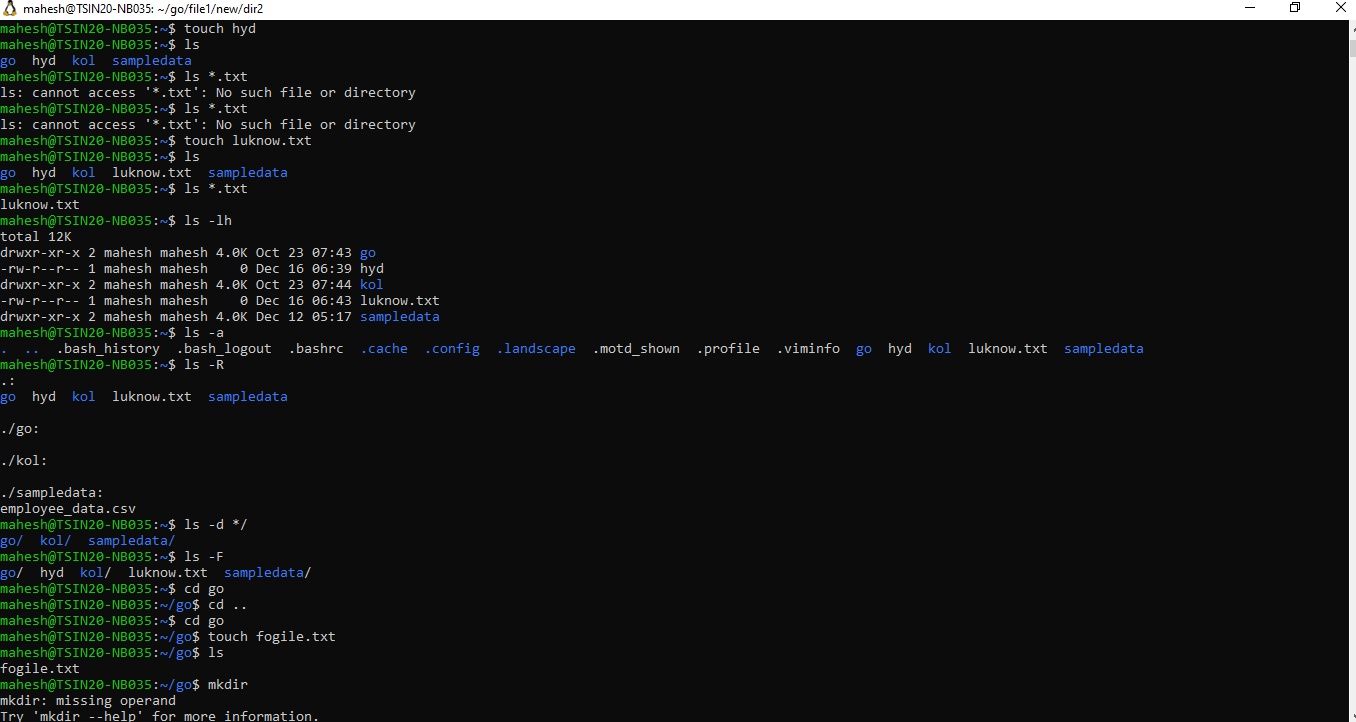 mahesh@TSIN20-NB035: ~/go/file1/new/dir2
mahesh@TSIN20-NB035:~$ touch hyd
mahesh@TSIN20-NB035:~$ ls
go  hyd  kol  sampledata
mahesh@TSIN20-NB035:~$ ls *.txt
ls: cannot access '*.txt': No such file or directory
mahesh@TSIN20-NB035:~$ ls *.txt
ls: cannot access '*.txt': No such file or directory
mahesh@TSIN20-NB035:~$ touch luknow.txt
mahesh@TSIN20-NB035:~$ ls
go  hyd  kol  luknow.txt  sampledata
mahesh@TSIN20-NB035:~$ ls *.txt
luknow.txt
mahesh@TSIN20-NB035:~$ ls -lh
total 12K
drwxr-xr-x 2 mahesh mahesh 4.0K Oct 23 07:43 go
-rw-r--r-- 1 mahesh mahesh    0 Dec 16 06:39 hyd
drwxr-xr-x 2 mahesh mahesh 4.0K Oct 23 07:44 kol
-rw-r--r-- 1 mahesh mahesh    0 Dec 16 06:43 luknow.txt
drwxr-xr-x 2 mahesh mahesh 4.0K Dec 12 05:17 sampledata
mahesh@TSIN20-NB035:~$ ls -a
.  ..  .bash_history  .bash_logout  .bashrc  .cache  .config  .landscape  .motd_shown  .profile  .viminfo  go  hyd  kol  luknow.txt  sampledata
mahesh@TSIN20-NB035:~$ ls -R
.:
go  hyd  kol  luknow.txt  sampledata
./go:
./kol:
./sampledata:
employee_data.csv
mahesh@TSIN20-NB035:~$ ls -d */
go/  kol/  sampledata/
mahesh@TSIN20-NB035:~$ ls -F
go/  hyd  kol/  luknow.txt  sampledata/
mahesh@TSIN20-NB035:~$ cd go
mahesh@TSIN20-NB035:~/go$ cd ..
mahesh@TSIN20-NB035:~$ cd go
mahesh@TSIN20-NB035:~/go$ touch fogile.txt
mahesh@TSIN20-NB035:~/go$ ls
fogile.txt
mahesh@TSIN20-NB035:~/go$ mkdir
mkdir: missing operand
Try 'mkdir --help' for more information.